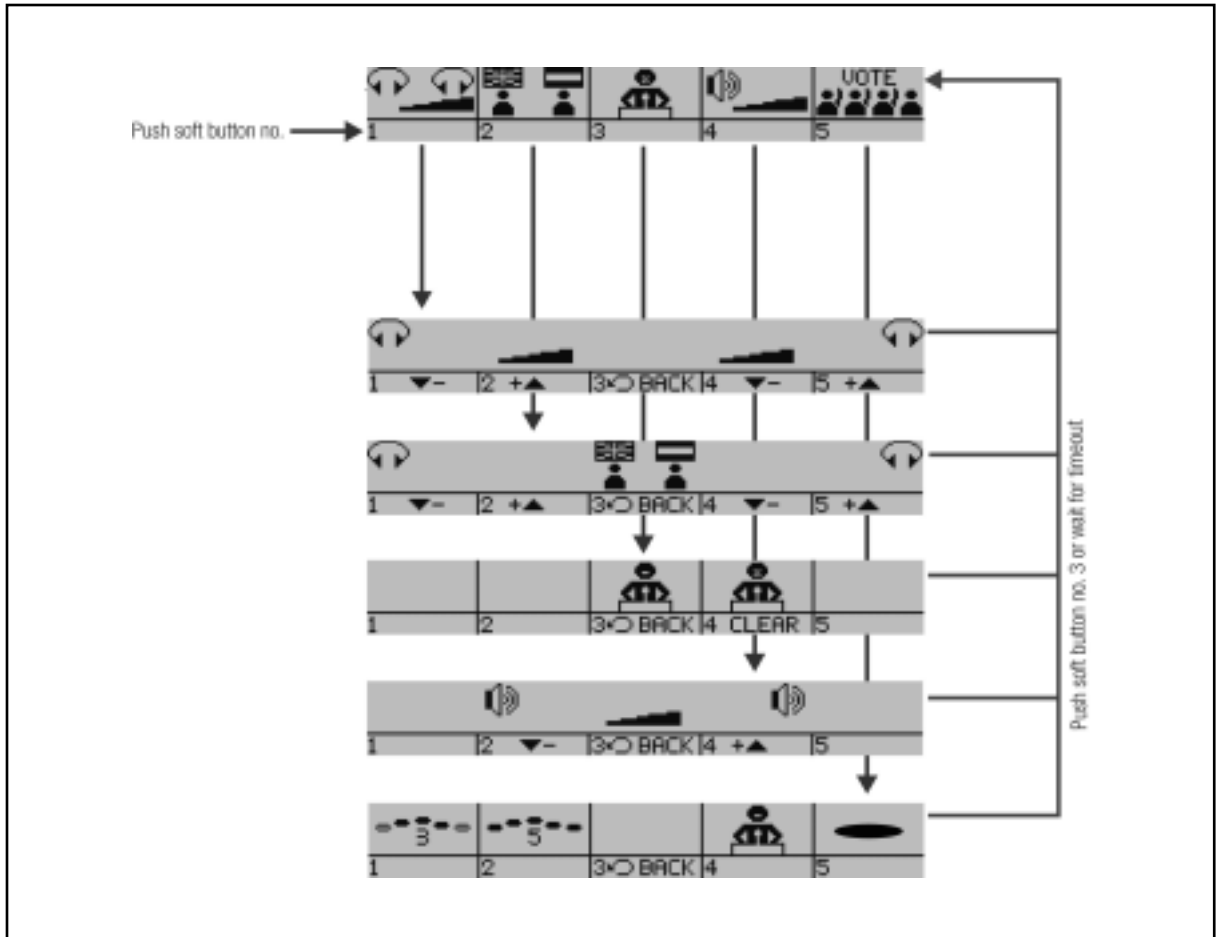 VOTE
Push soft button no.
1 2 3 4 5
1 - 2 + 3 BACK 4 - 5 +
1 - 2 + 3 BACK 4 - 5 +
1 2 3 BACK 4 CLEAR 5
1 2 - 3 BACK 4 + 5
3 5
1 2 3 BACK 4 5
Push soft button no. 3 or wait for timeout